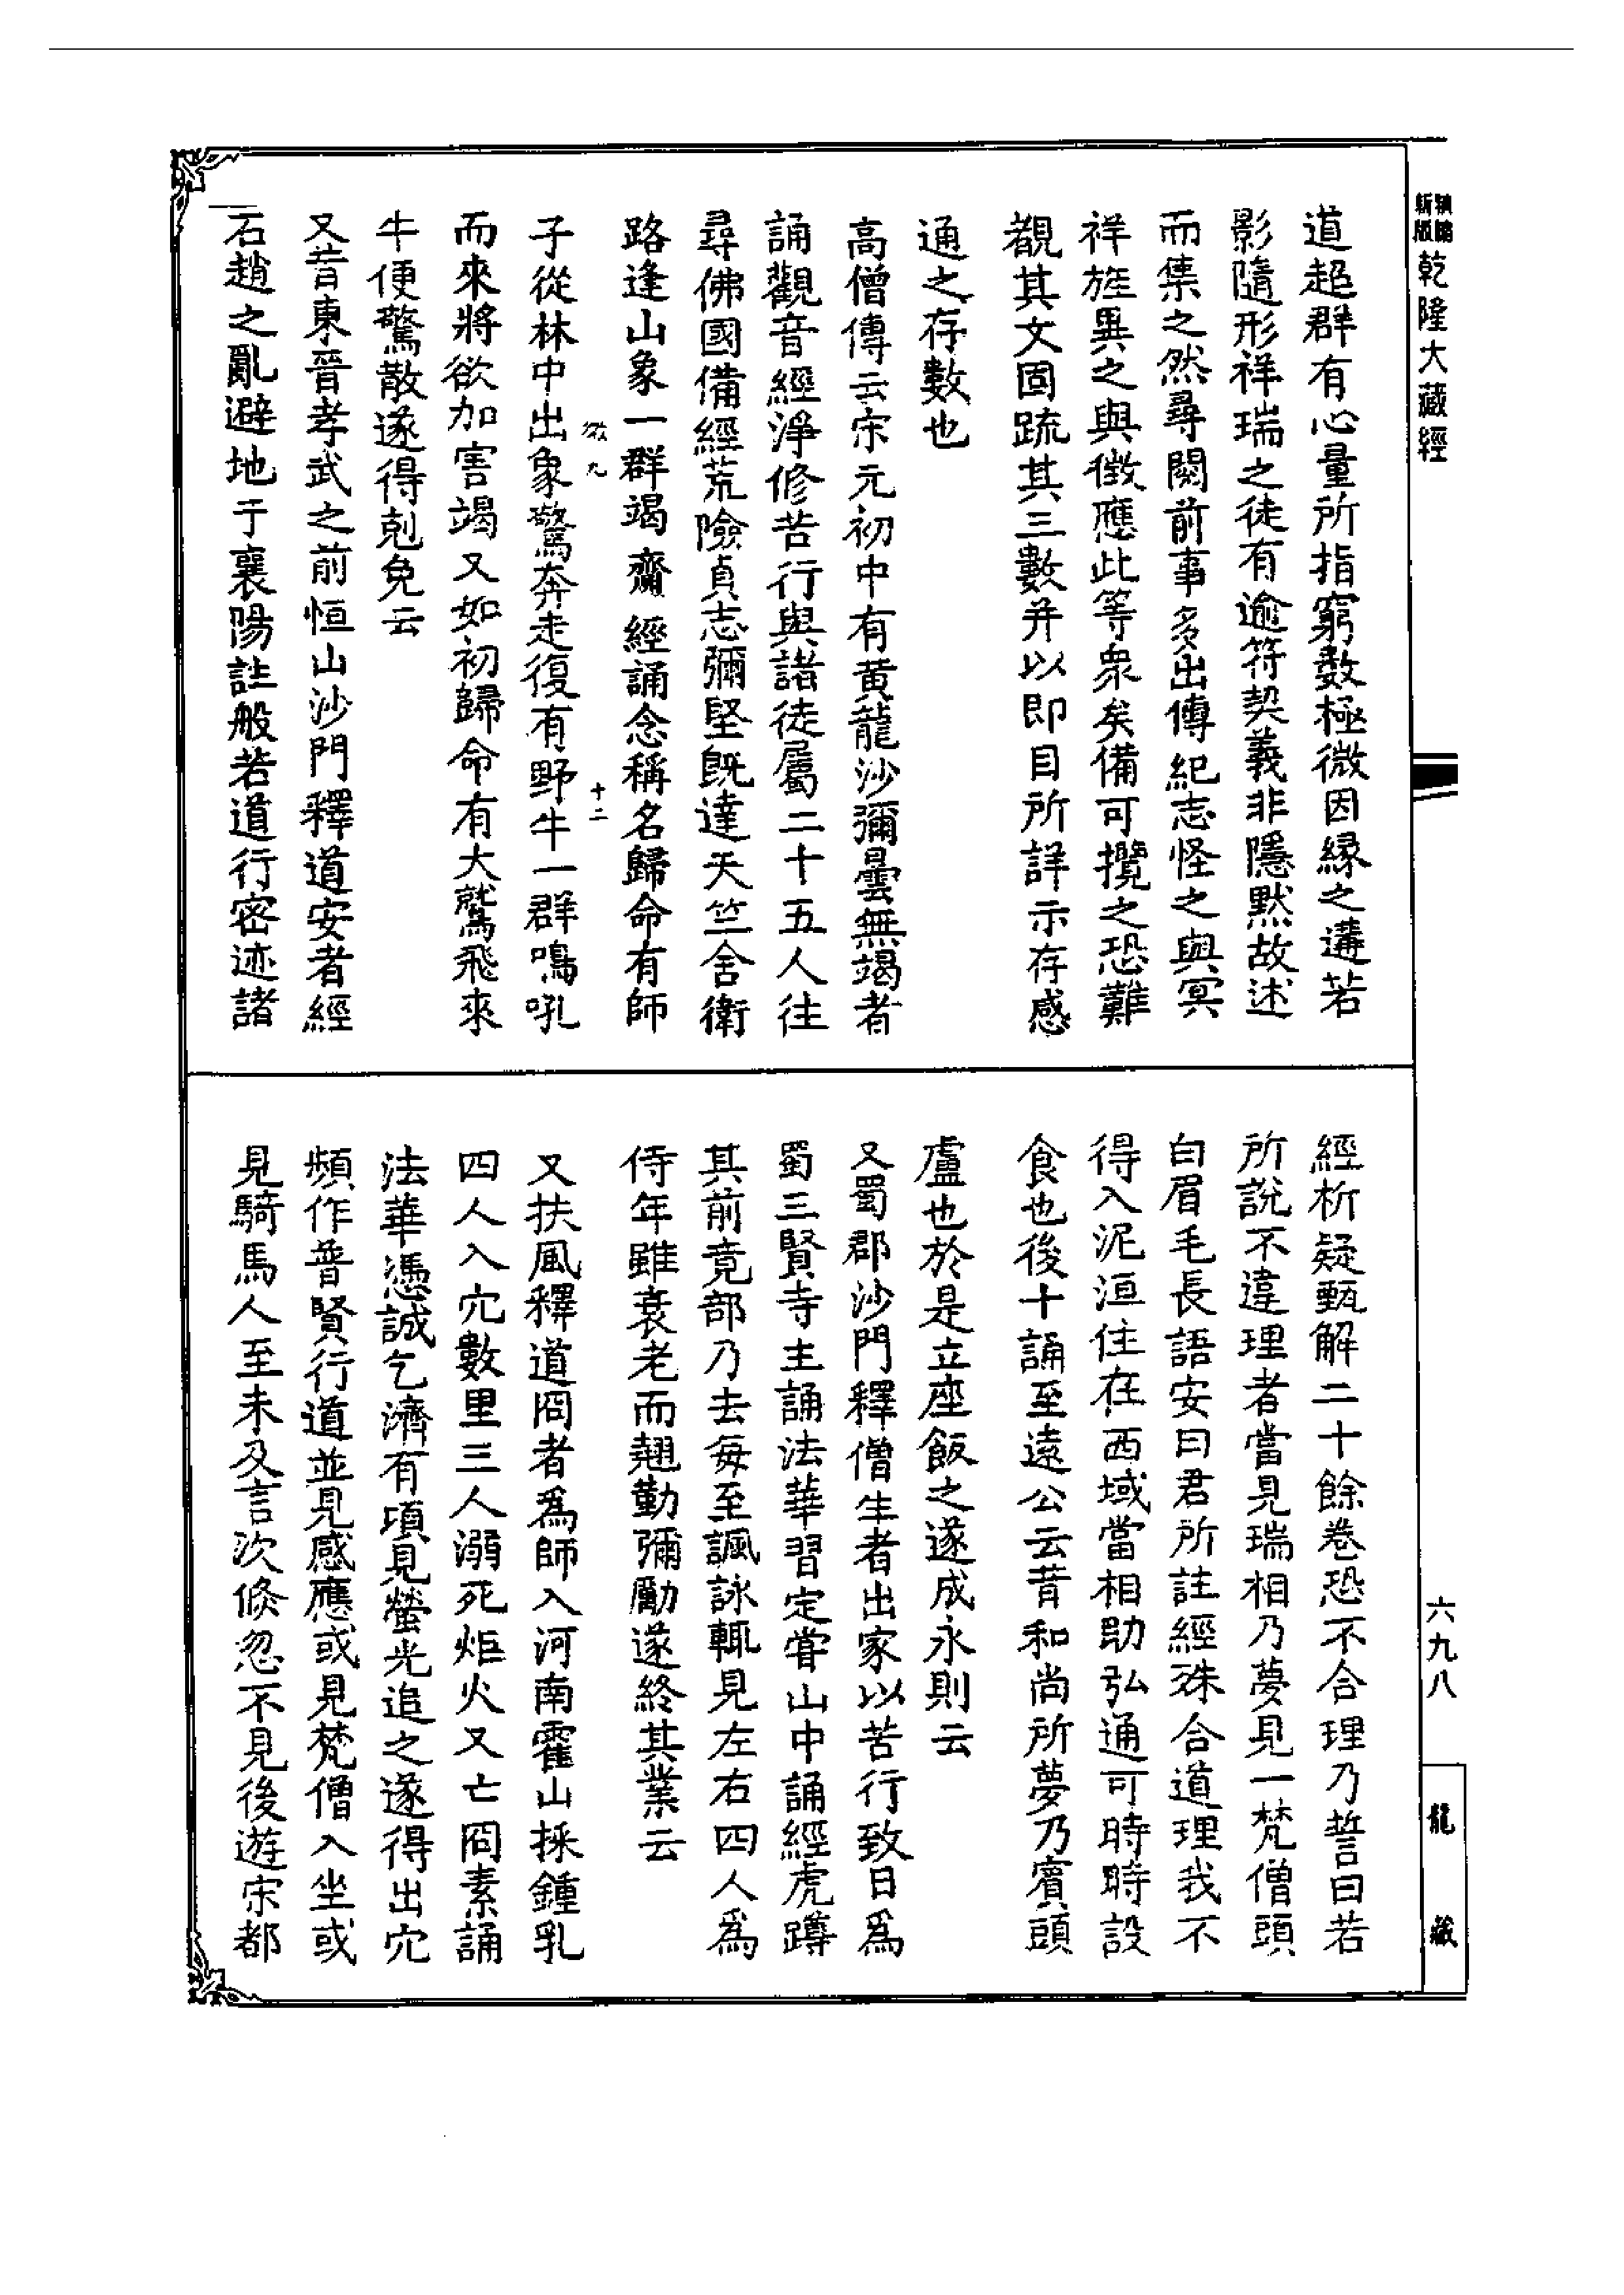 乾隆大藏經
道超群有心量所指窮數極微因緣之遘若
影隨形祥瑞之徒有逾符契義非隱默故述
而集之然尋閱前事多出傳紀志怪之與冥
祥旌異之與徵應此等衆矣備可攬之恐難
覩其文固疏其三數并以即目所詳示存感
通之存數也
高僧傳云宋元初中有黄龍沙彌曇無竭者
誦觀音經淨修苦行與諸徒屬二十五人往
尋佛國備經荒險貞志彌堅既達天竺舍衛
路逢山象一群竭齎經誦念稱名歸命有師
九
十二
子從林中出象驚奔走復有野牛一群鳴吼
而來將欲加害竭又如初歸命有大鷲飛來
牛便驚散遂得剋免云
又昔東晉孝武之前恒山沙門釋道安者經
石趙之亂避地于襄陽註般若道行密迹諸
經析疑甄解二十餘卷恐不合理乃誓曰若
所説不違理者當見瑞相乃夢見一梵僧頭
白眉毛長語安曰君所註經殊合道理我不
得入泥洹住在西域當相助弘通可時時設
食也後十誦至遠公云昔和尚所夢乃賓頭
盧也於是立座飯之遂成永則云
又蜀郡沙門釋僧生者出家以苦行致目爲
蜀三賢寺主誦法華習定甞山中誦經虎蹲
其前竟部乃去每至諷詠輒見左右四人爲
侍年雖衰老而翹勤彌勵遂終其業云
又扶風釋道冏者爲師入河南霍山採鍾乳
四人入穴數里三人溺死炬火又亡冏素誦
法華憑誠乞濟有頃見螢光追之遂得出穴
頻作普賢行道並見感應或見梵僧入坐或
見騎馬人至未及言次倐忽不見後遊宋都
六九八
龍藏